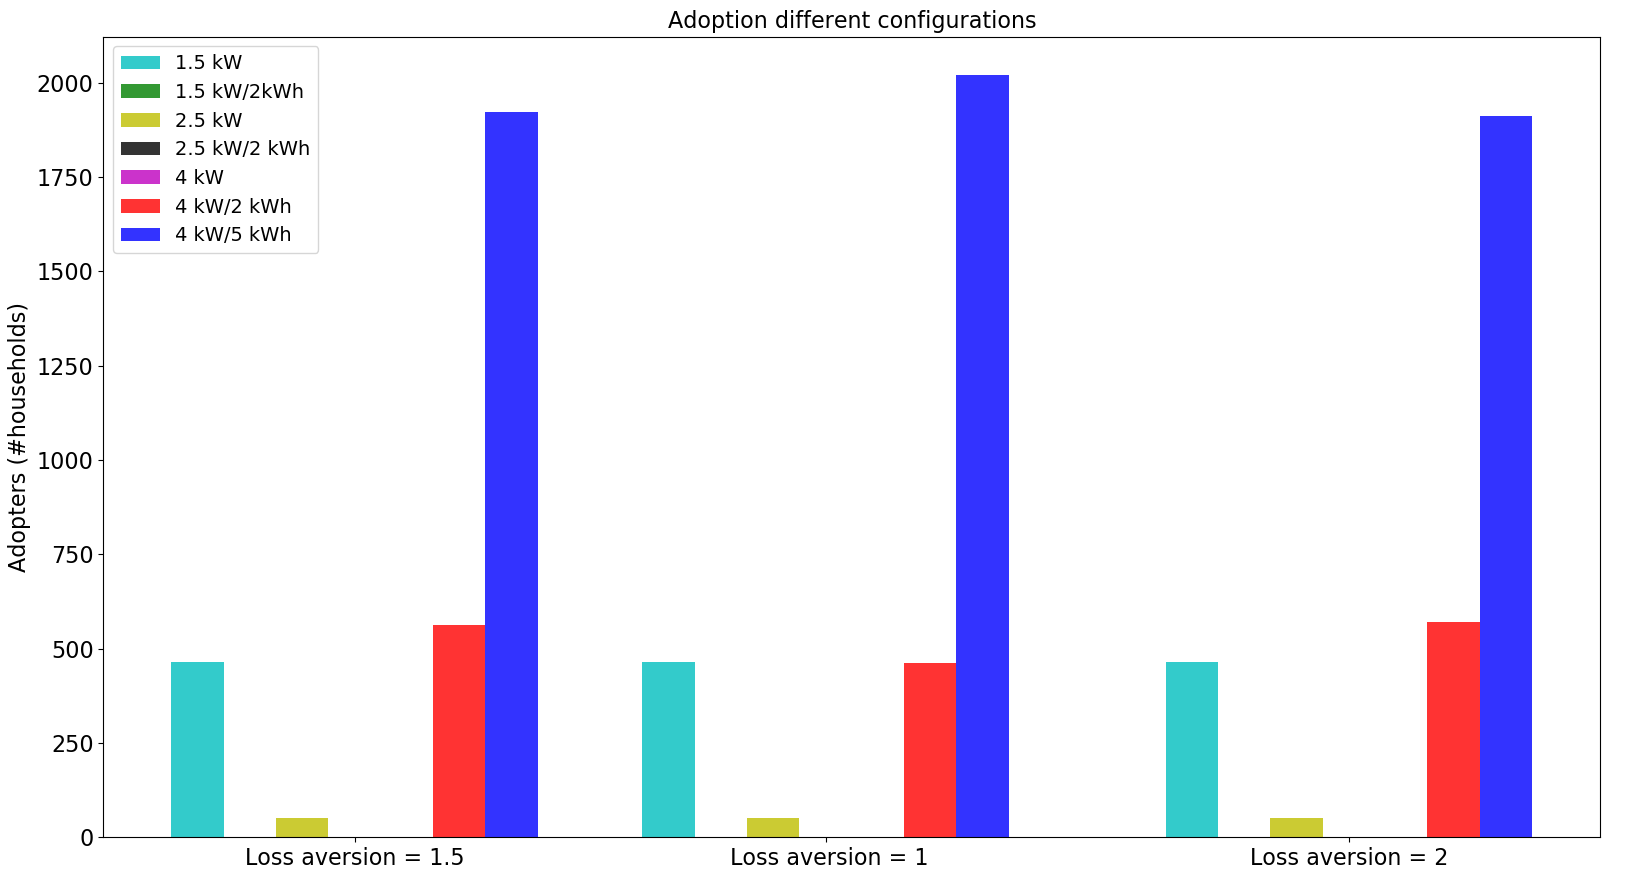 Adoption different configurations
1.5 kW
1.5 kW/2kWh
2.5 kW
2.5 kW/2 kWh
4 kW
4 kW/2 kWh
4 kW/5 kWh
Adopters (#households)
2000
1750
1500
1250
1000
750
500
250
0
Loss aversion = 1.5
Loss aversion = 1
Loss aversion = 2